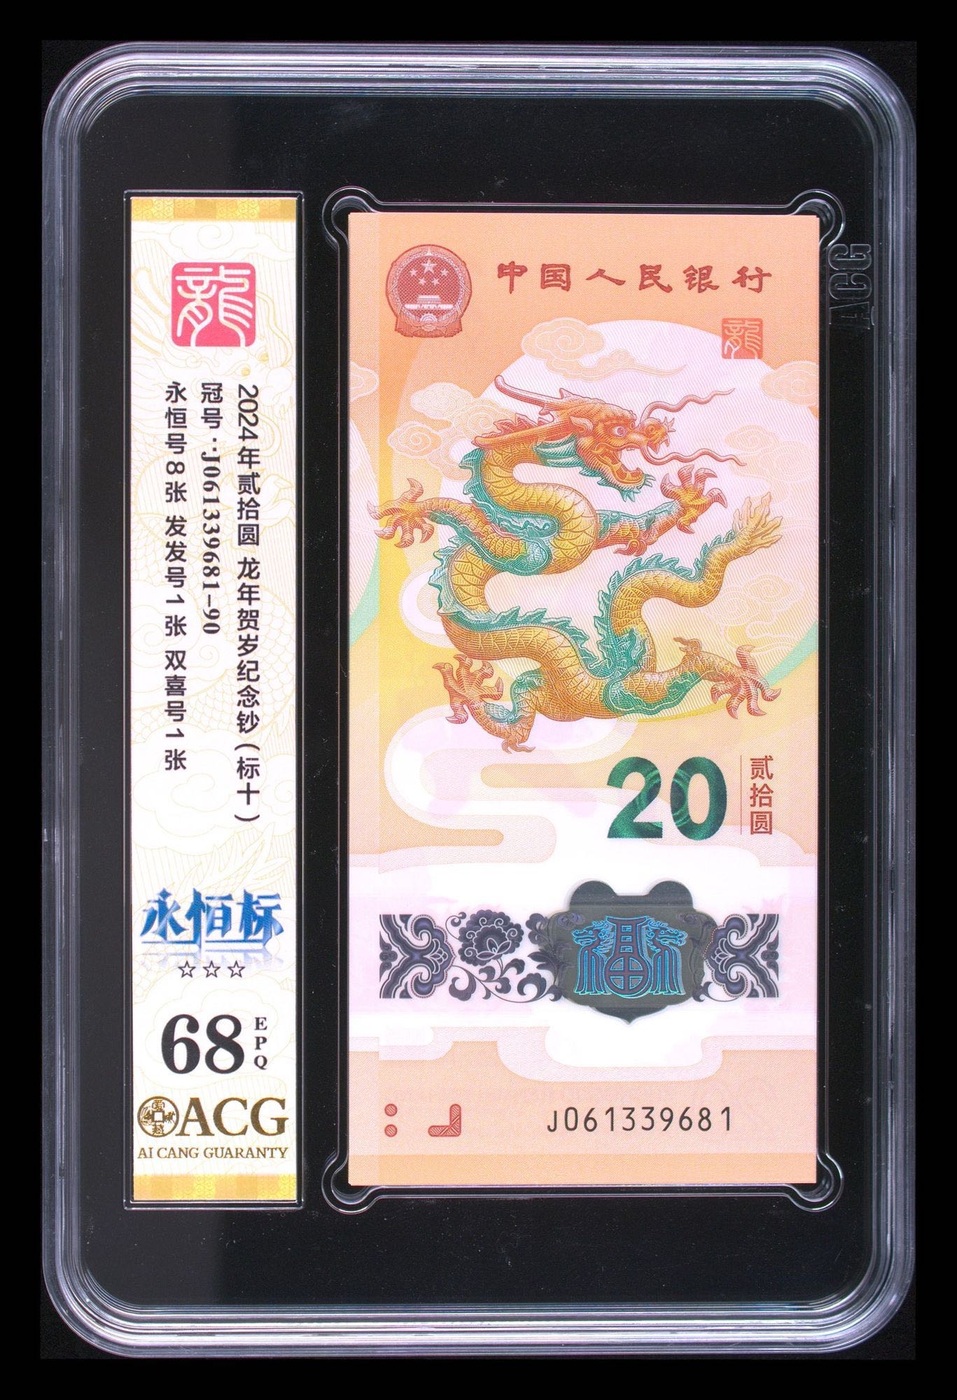 龍
2024年贰拾圆 龙年贺岁纪念钞(标十)
冠号:J061339681-90
永恒号8张 发发号1张 双喜号1张
永恒标
☆☆☆
68 EPQ
ACG
AI CANG GUARANTY
中国人民银行
龍
20 贰拾圆
福
J061339681
ACG